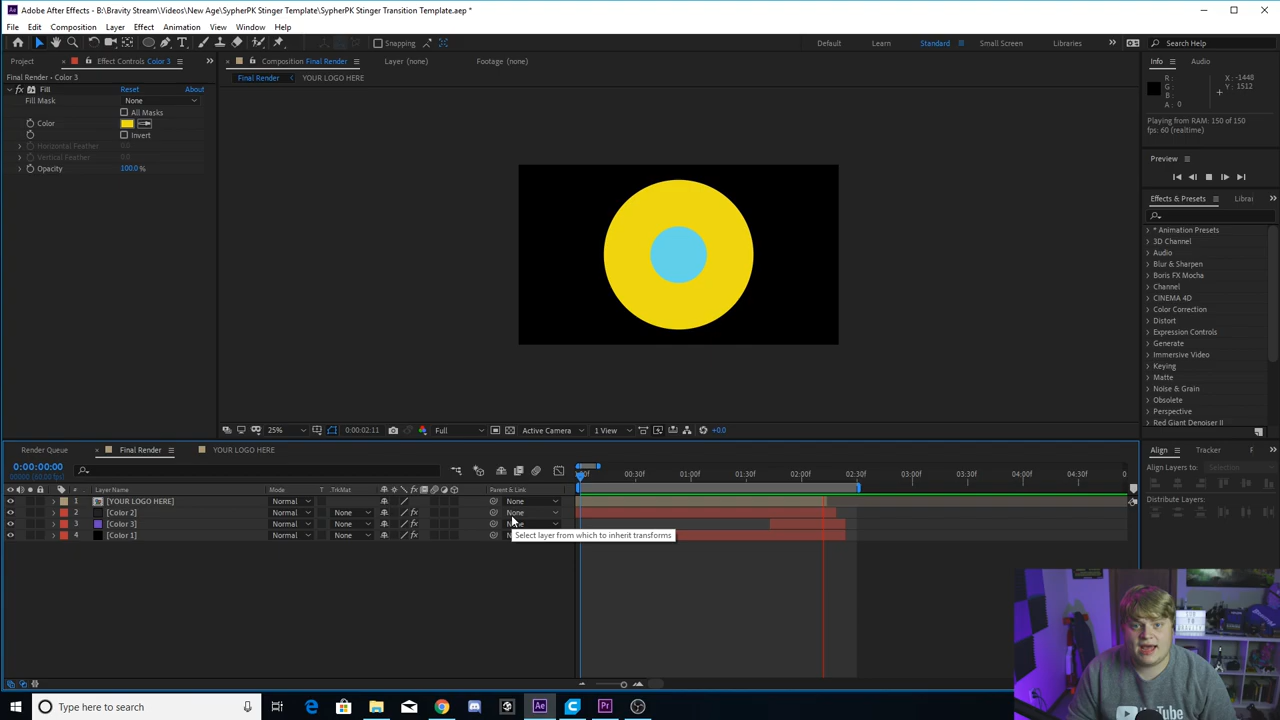 Adobe After Effects - B:\Bravity Stream\Videos\New Age\SypherPK Stinger Template\SypherPK Stinger Transition Template.aep *
File Edit Composition Layer Effect Animation View Window Help
Snapping Default Learn Standard Small Screen Libraries Search Help
Project Effect Controls Color 3 Composition Final Render Layer (none) Footage (none) Info Audio
Final Render • Color 3 Final Render YOUR LOGO HERE
Fill Reset About
Fill Mask None
All Masks
Color
Invert
Horizontal Feather 0.0
Vertical Feather 0.0
Opacity 100.0 %
R :
G :
B :
A : 0
X : -1448
Y : 1512
Playing from RAM: 150 of 150
fps: 60 (realtime)
Preview
Effects & Presets Librai
* Animation Presets
3D Channel
Audio
Blur & Sharpen
Boris FX Mocha
Channel
CINEMA 4D
Color Correction
Distort
Expression Controls
Generate
Immersive Video
Keying
Matte
Noise & Grain
Obsolete
Perspective
Red Giant Denoiser II
25% 0:00:02:11 Full Active Camera 1 View +0.0
Render Queue Final Render YOUR LOGO HERE
0:00:00:00
# Layer Name Mode T TrkMat Parent & Link
00:30f 01:00f 01:30f 02:00f 02:30f 03:00f 03:30f 04:00f 04:30f
1 [YOUR LOGO HERE] Normal None
2 [Color 2] Normal None None
3 [Color 3] Normal None None
4 [Color 1] Normal None
Select layer from which to inherit transforms
Align Tracker
Align Layers to: Selection
Distribute Layers:
YouTube
Type here to search